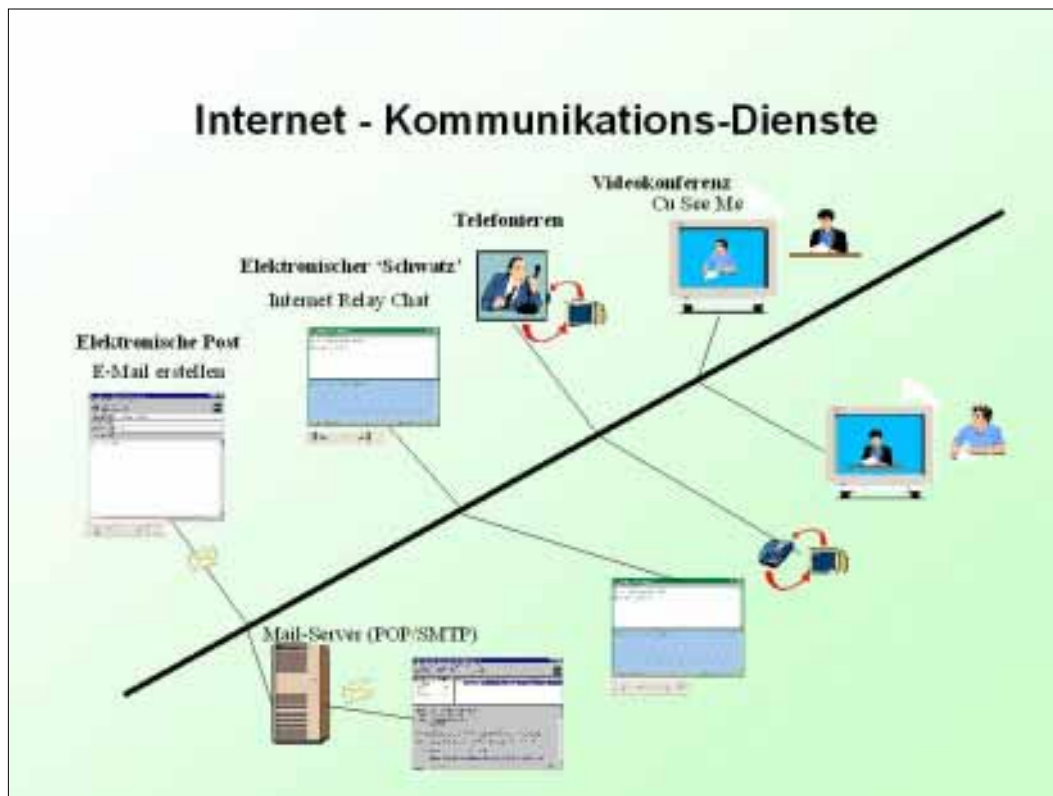 Internet - Kommunikations-Dienste
Videokonferenz
Cu See Me
Telefonieren
Elektronischer 'Schwatz'
Internet Relay Chat
Elektronische Post
E-Mail erstellen
Mail-Server (POP/SMTP)